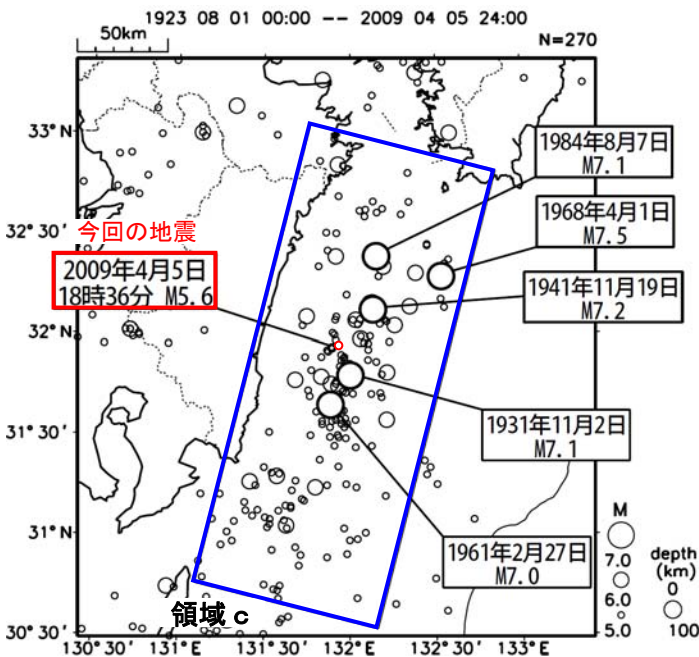 1923 08 01 00:00 -- 2009 04 05 24:00
50km
N=270
33°N
1984年8月7日
M7.1
32°30′
今回の地震
1968年4月1日
M7.5
2009年4月5日
18時36分 M5.6
1941年11月19日
M7.2
32°N
31°30′
1931年11月2日
M7.1
31°N
1961年2月27日
M7.0
M
7.0
6.0
5.0
depth
(km)
0
100
領域 c
30°30′
130°30′
131°E
131°30′
132°E
132°30′
133°E